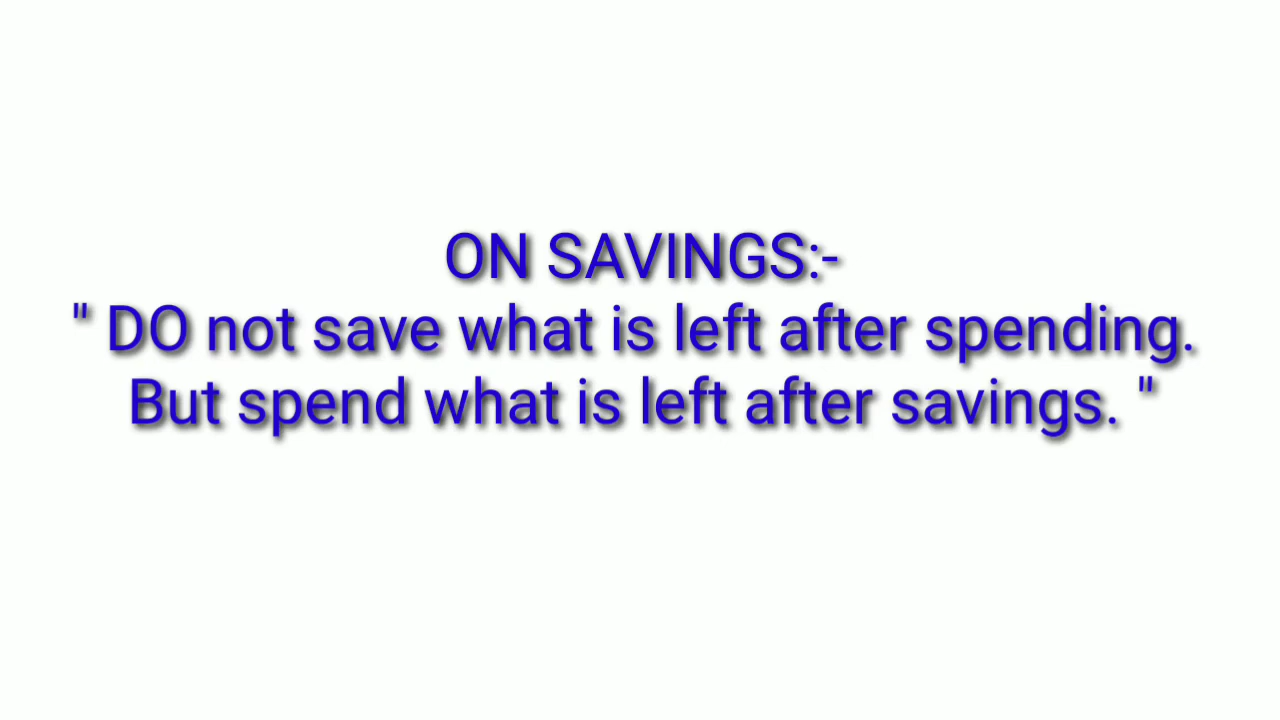 ON SAVINGS:-
" DO not save what is left after spending.
But spend what is left after savings. "